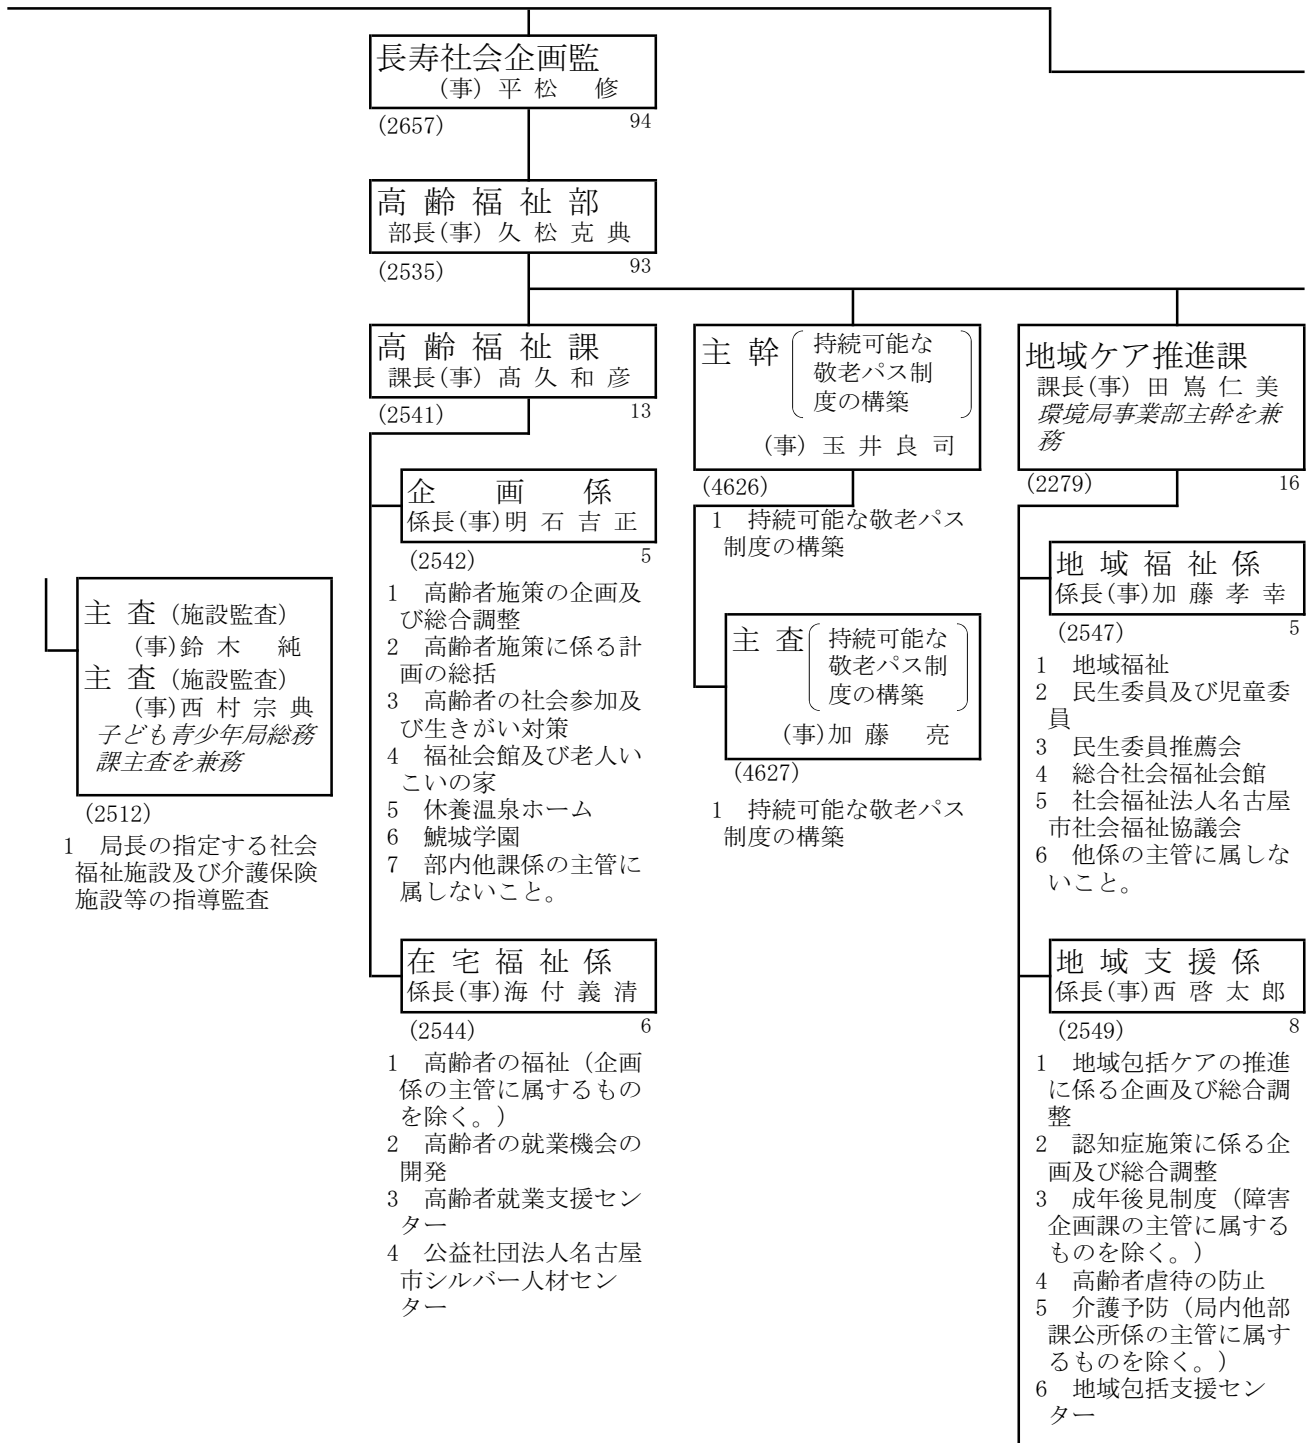 長寿社会企画監
(事) 平 松　修
(2657) 94
高 齢 福 祉 部
部長(事) 久 松 克 典
(2535) 93
高 齢 福 祉 課
課長(事) 髙 久 和 彦
(2541) 13
企　画　係
係長(事)明 石 吉 正
(2542) 5
1　高齢者施策の企画及
び総合調整
2　高齢者施策に係る計
画の総括
3　高齢者の社会参加及
び生きがい対策
4　福祉会館及び老人い
こいの家
5　休養温泉ホーム
6　鯱城学園
7　部内他課係の主管に
属しないこと。
在 宅 福 祉 係
係長(事)海 付 義 清
(2544) 6
1　高齢者の福祉（企画
係の主管に属するもの
を除く。）
2　高齢者の就業機会の
開発
3　高齢者就業支援セン
ター
4　公益社団法人名古屋
市シルバー人材セン
ター
主 査 (施設監査)
(事)鈴 木　純
主 査 (施設監査)
(事)西 村 宗 典
子ども青少年局総務
課主査を兼務
(2512)
1　局長の指定する社会
福祉施設及び介護保険
施設等の指導監査
主 幹
持続可能な
敬老パス制
度の構築
(事) 玉 井 良 司
(4626)
1　持続可能な敬老パス
制度の構築
主 査
持続可能な
敬老パス制
度の構築
(事)加 藤　亮
(4627)
1　持続可能な敬老パス
制度の構築
地域ケア推進課
課長(事) 田 嶌 仁 美
環境局事業部主幹を兼
務
(2279) 16
地 域 福 祉 係
係長(事)加 藤 孝 幸
(2547) 5
1　地域福祉
2　民生委員及び児童委
員
3　民生委員推薦会
4　総合社会福祉会館
5　社会福祉法人名古屋
市社会福祉協議会
6　他係の主管に属しな
いこと。
地 域 支 援 係
係長(事)西 啓 太 郎
(2549) 8
1　地域包括ケアの推進
に係る企画及び総合調
整
2　認知症施策に係る企
画及び総合調整
3　成年後見制度（障害
企画課の主管に属する
ものを除く。）
4　高齢者虐待の防止
5　介護予防（局内他部
課公所係の主管に属す
るものを除く。）
6　地域包括支援セン
ター